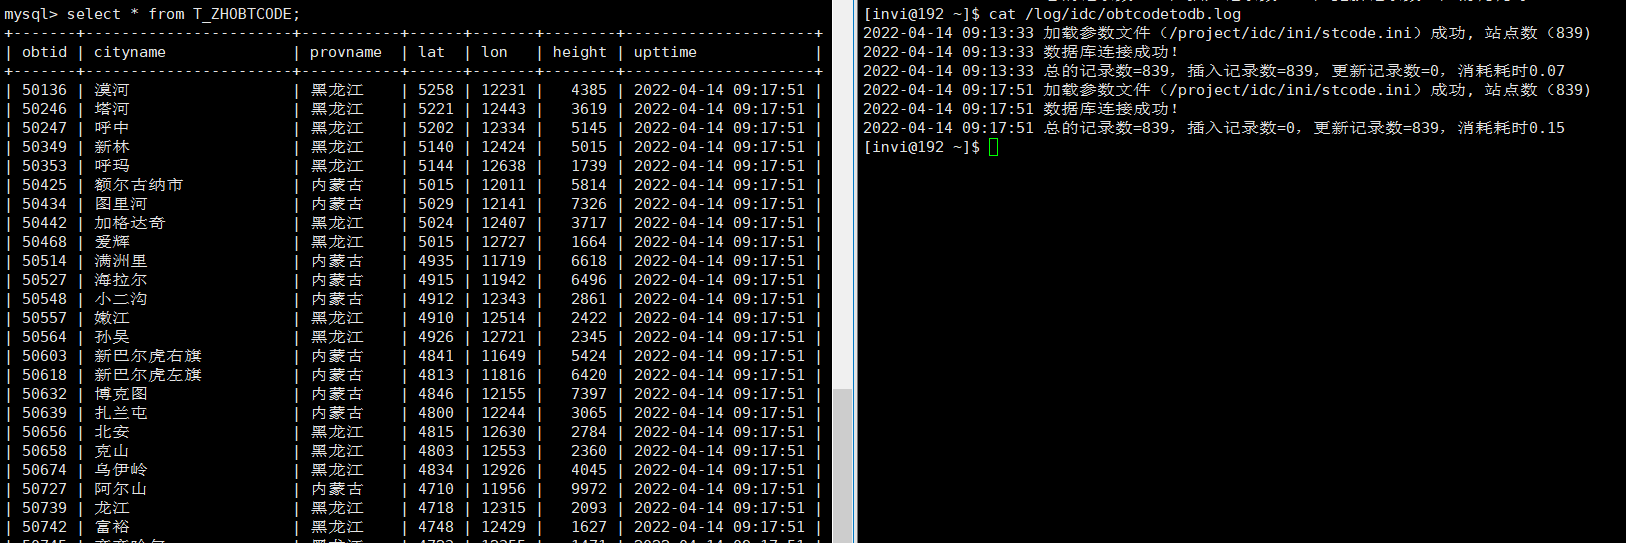 mysql> select * from T_ZHOBTCODE;
+-------+-----------------------+-----------+------+-------+--------+---------------------+
| obtid | cityname | provname | lat | lon | height | upttime |
+-------+-----------------------+-----------+------+-------+--------+---------------------+
| 50136 | 漠河 | 黑龙江 | 5258 | 12231 | 4385 | 2022-04-14 09:17:51 |
| 50246 | 塔河 | 黑龙江 | 5221 | 12443 | 3619 | 2022-04-14 09:17:51 |
| 50247 | 呼中 | 黑龙江 | 5202 | 12334 | 5145 | 2022-04-14 09:17:51 |
| 50349 | 新林 | 黑龙江 | 5140 | 12424 | 5015 | 2022-04-14 09:17:51 |
| 50353 | 呼玛 | 黑龙江 | 5144 | 12638 | 1739 | 2022-04-14 09:17:51 |
| 50425 | 额尔古纳市 | 内蒙古 | 5015 | 12011 | 5814 | 2022-04-14 09:17:51 |
| 50434 | 图里河 | 内蒙古 | 5029 | 12141 | 7326 | 2022-04-14 09:17:51 |
| 50442 | 加格达奇 | 黑龙江 | 5024 | 12407 | 3717 | 2022-04-14 09:17:51 |
| 50468 | 爱辉 | 黑龙江 | 5015 | 12727 | 1664 | 2022-04-14 09:17:51 |
| 50514 | 满洲里 | 内蒙古 | 4935 | 11719 | 6618 | 2022-04-14 09:17:51 |
| 50527 | 海拉尔 | 内蒙古 | 4915 | 11942 | 6496 | 2022-04-14 09:17:51 |
| 50548 | 小二沟 | 内蒙古 | 4912 | 12343 | 2861 | 2022-04-14 09:17:51 |
| 50557 | 嫩江 | 黑龙江 | 4910 | 12514 | 2422 | 2022-04-14 09:17:51 |
| 50564 | 孙吴 | 黑龙江 | 4926 | 12721 | 2345 | 2022-04-14 09:17:51 |
| 50603 | 新巴尔虎右旗 | 内蒙古 | 4841 | 11649 | 5424 | 2022-04-14 09:17:51 |
| 50618 | 新巴尔虎左旗 | 内蒙古 | 4813 | 11816 | 6420 | 2022-04-14 09:17:51 |
| 50632 | 博克图 | 内蒙古 | 4846 | 12155 | 7397 | 2022-04-14 09:17:51 |
| 50639 | 扎兰屯 | 内蒙古 | 4800 | 12244 | 3065 | 2022-04-14 09:17:51 |
| 50656 | 北安 | 黑龙江 | 4815 | 12630 | 2784 | 2022-04-14 09:17:51 |
| 50658 | 克山 | 黑龙江 | 4803 | 12553 | 2360 | 2022-04-14 09:17:51 |
| 50674 | 乌伊岭 | 黑龙江 | 4834 | 12926 | 4045 | 2022-04-14 09:17:51 |
| 50727 | 阿尔山 | 内蒙古 | 4710 | 11956 | 9972 | 2022-04-14 09:17:51 |
| 50739 | 龙江 | 黑龙江 | 4718 | 12315 | 2093 | 2022-04-14 09:17:51 |
| 50742 | 富裕 | 黑龙江 | 4748 | 12429 | 1627 | 2022-04-14 09:17:51 |
[invi@192 ~]$ cat /log/idc/obtcodetodb.log
2022-04-14 09:13:33 加载参数文件（/project/idc/ini/stcode.ini）成功, 站点数（839)
2022-04-14 09:13:33 数据库连接成功!
2022-04-14 09:13:33 总的记录数=839, 插入记录数=839, 更新记录数=0, 消耗耗时0.07
2022-04-14 09:17:51 加载参数文件（/project/idc/ini/stcode.ini）成功, 站点数（839)
2022-04-14 09:17:51 数据库连接成功!
2022-04-14 09:17:51 总的记录数=839, 插入记录数=0, 更新记录数=839, 消耗耗时0.15
[invi@192 ~]$